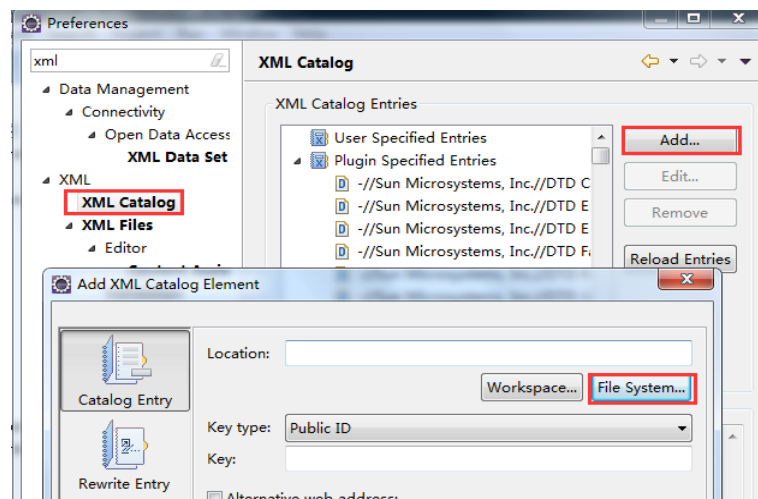 Preferences
xml
XML Catalog
Data Management
Connectivity
Open Data Access
XML Data Set
XML
XML Catalog
XML Files
Editor
XML Catalog Entries
User Specified Entries
Plugin Specified Entries
-//Sun Microsystems, Inc.//DTD C
-//Sun Microsystems, Inc.//DTD E
-//Sun Microsystems, Inc.//DTD E
-//Sun Microsystems, Inc.//DTD Fa
Add...
Edit...
Remove
Reload Entries
Add XML Catalog Element
Catalog Entry
Rewrite Entry
Location:
Workspace...
File System...
Key type:
Public ID
Key:
Alternative web address: